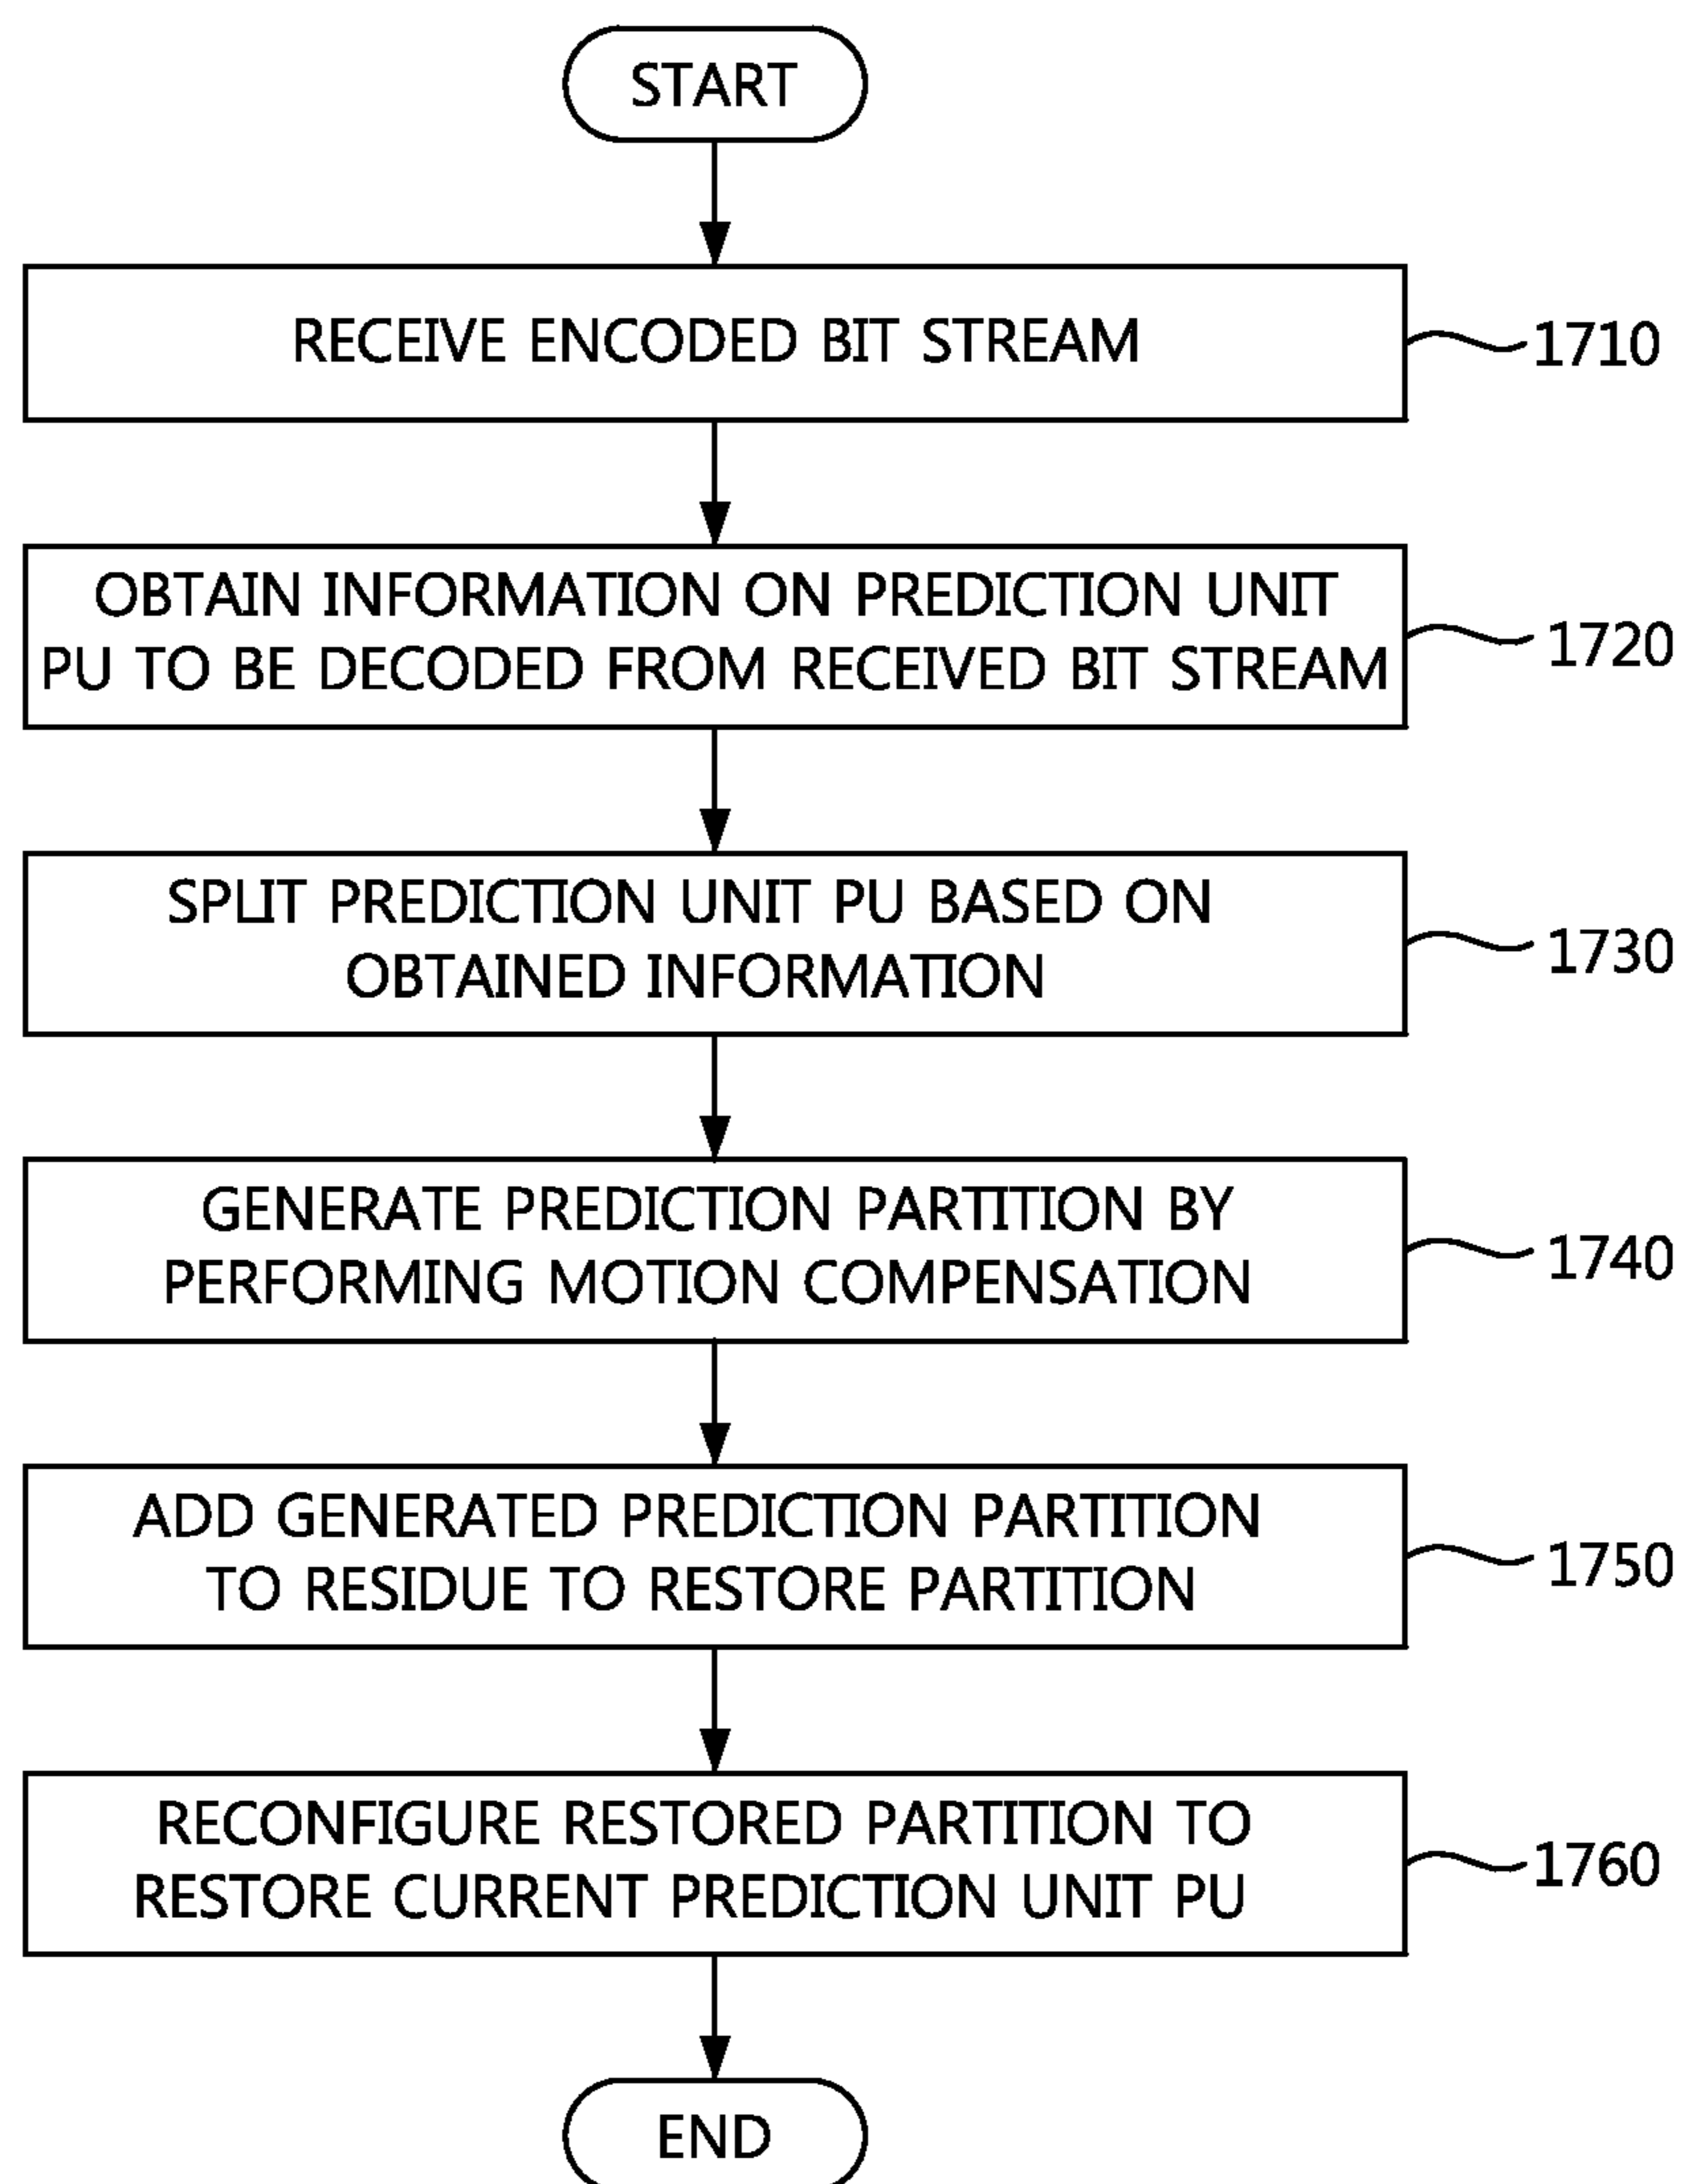 START
RECEIVE ENCODED BIT STREAM
1710
OBTAIN INFORMATION ON PREDICTION UNIT
PU TO BE DECODED FROM RECEIVED BIT STREAM
1720
SPLIT PREDICTION UNIT PU BASED ON
OBTAINED INFORMATION
1730
GENERATE PREDICTION PARTITION BY
PERFORMING MOTION COMPENSATION
1740
ADD GENERATED PREDICTION PARTITION
TO RESIDUE TO RESTORE PARTITION
1750
RECONFIGURE RESTORED PARTITION TO
RESTORE CURRENT PREDICTION UNIT PU
1760
END